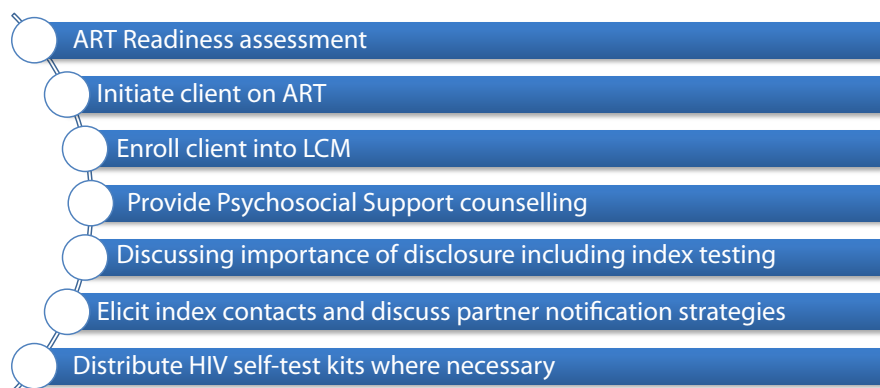 ART Readiness assessment
Initiate client on ART
Enroll client into LCM
Provide Psychosocial Support counselling
Discussing importance of disclosure including index testing
Elicit index contacts and discuss partner notification strategies
Distribute HIV self-test kits where necessary